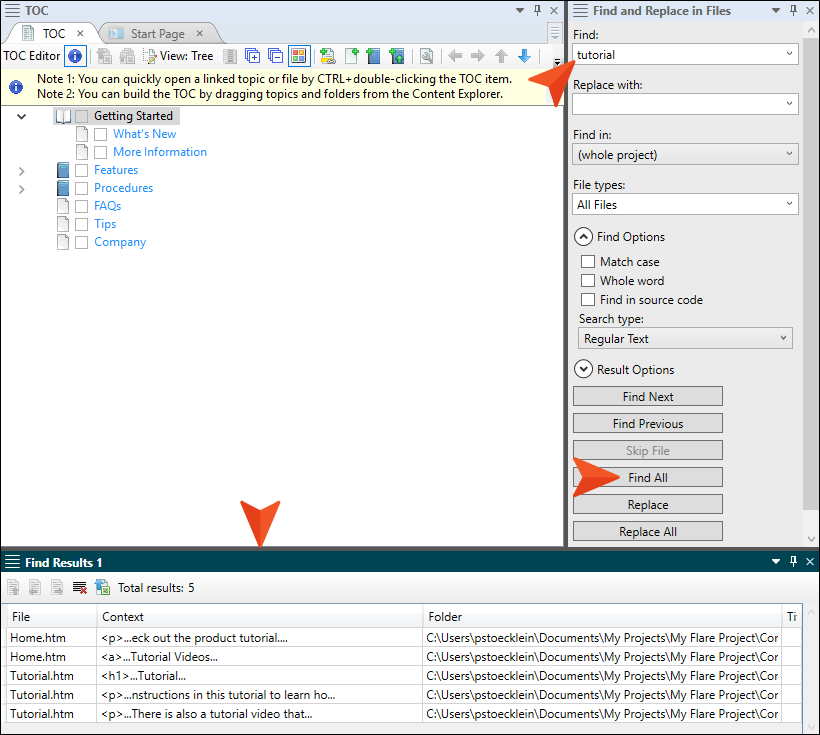 TOC
TOC
Start Page
TOC Editor
View: Tree
Note 1: You can quickly open a linked topic or file by CTRL+double-clicking the TOC item.
Note 2: You can build the TOC by dragging topics and folders from the Content Explorer.
Getting Started
What's New
More Information
Features
Procedures
FAQs
Tips
Company
Find and Replace in Files
Find:
tutorial
Replace with:
Find in:
(whole project)
File types:
All Files
Find Options
Match case
Whole word
Find in source code
Search type:
Regular Text
Result Options
Find Next
Find Previous
Skip File
Find All
Replace
Replace All
Find Results 1
Total results: 5
File Context Folder Ti
Home.htm <p>...eck out the product tutorial.... C:\Users\pstoecklein\Documents\My Projects\My Flare Project\Cor
Home.htm <a>...Tutorial Videos... C:\Users\pstoecklein\Documents\My Projects\My Flare Project\Cor
Tutorial.htm <h1>...Tutorial... C:\Users\pstoecklein\Documents\My Projects\My Flare Project\Cor
Tutorial.htm <p>...nstructions in this tutorial to learn ho... C:\Users\pstoecklein\Documents\My Projects\My Flare Project\Cor
Tutorial.htm <p>...There is also a tutorial video that... C:\Users\pstoecklein\Documents\My Projects\My Flare Project\Cor